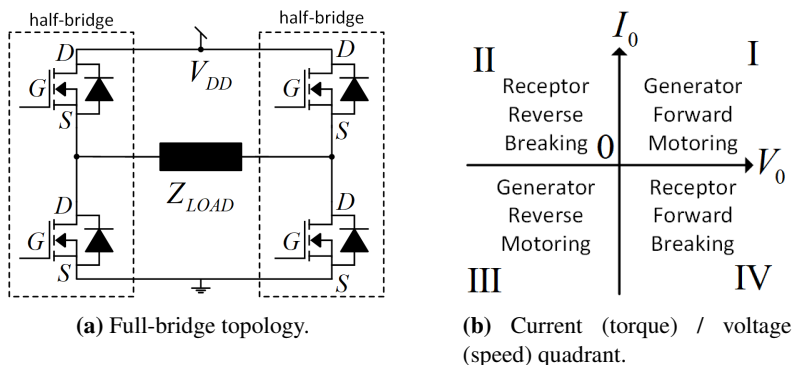 half-bridge
half-bridge
D
D
V_DD
G
G
S
S
Z_LOAD
D
D
G
G
S
S
(a) Full-bridge topology.
I_0
II
I
Receptor
Reverse
Breaking
Generator
Forward
Motoring
0
V_0
Generator
Reverse
Motoring
Receptor
Forward
Breaking
III
IV
(b) Current (torque) / voltage
(speed) quadrant.